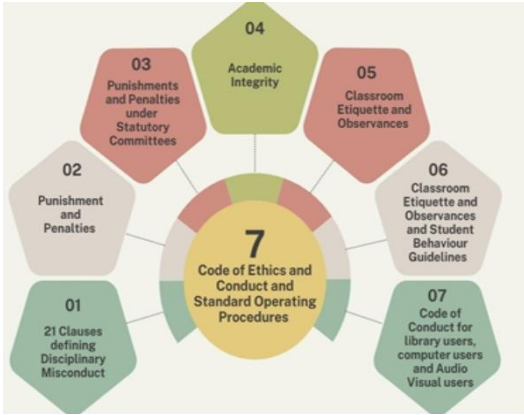 04
Academic
Integrity
03
Punishments
and Penalties
under
Statutory
Committees
05
Classroom
Etiquette and
Observances
02
Punishment
and
Penalties
06
Classroom
Etiquette and
Observances
and Student
Behaviour
Guidelines
7
Code of Ethics and
Conduct and
Standard Operating
Procedures
01
21 Clauses
defining
Disciplinary
Misconduct
07
Code of
Conduct for
library users,
computer users
and Audio
Visual users